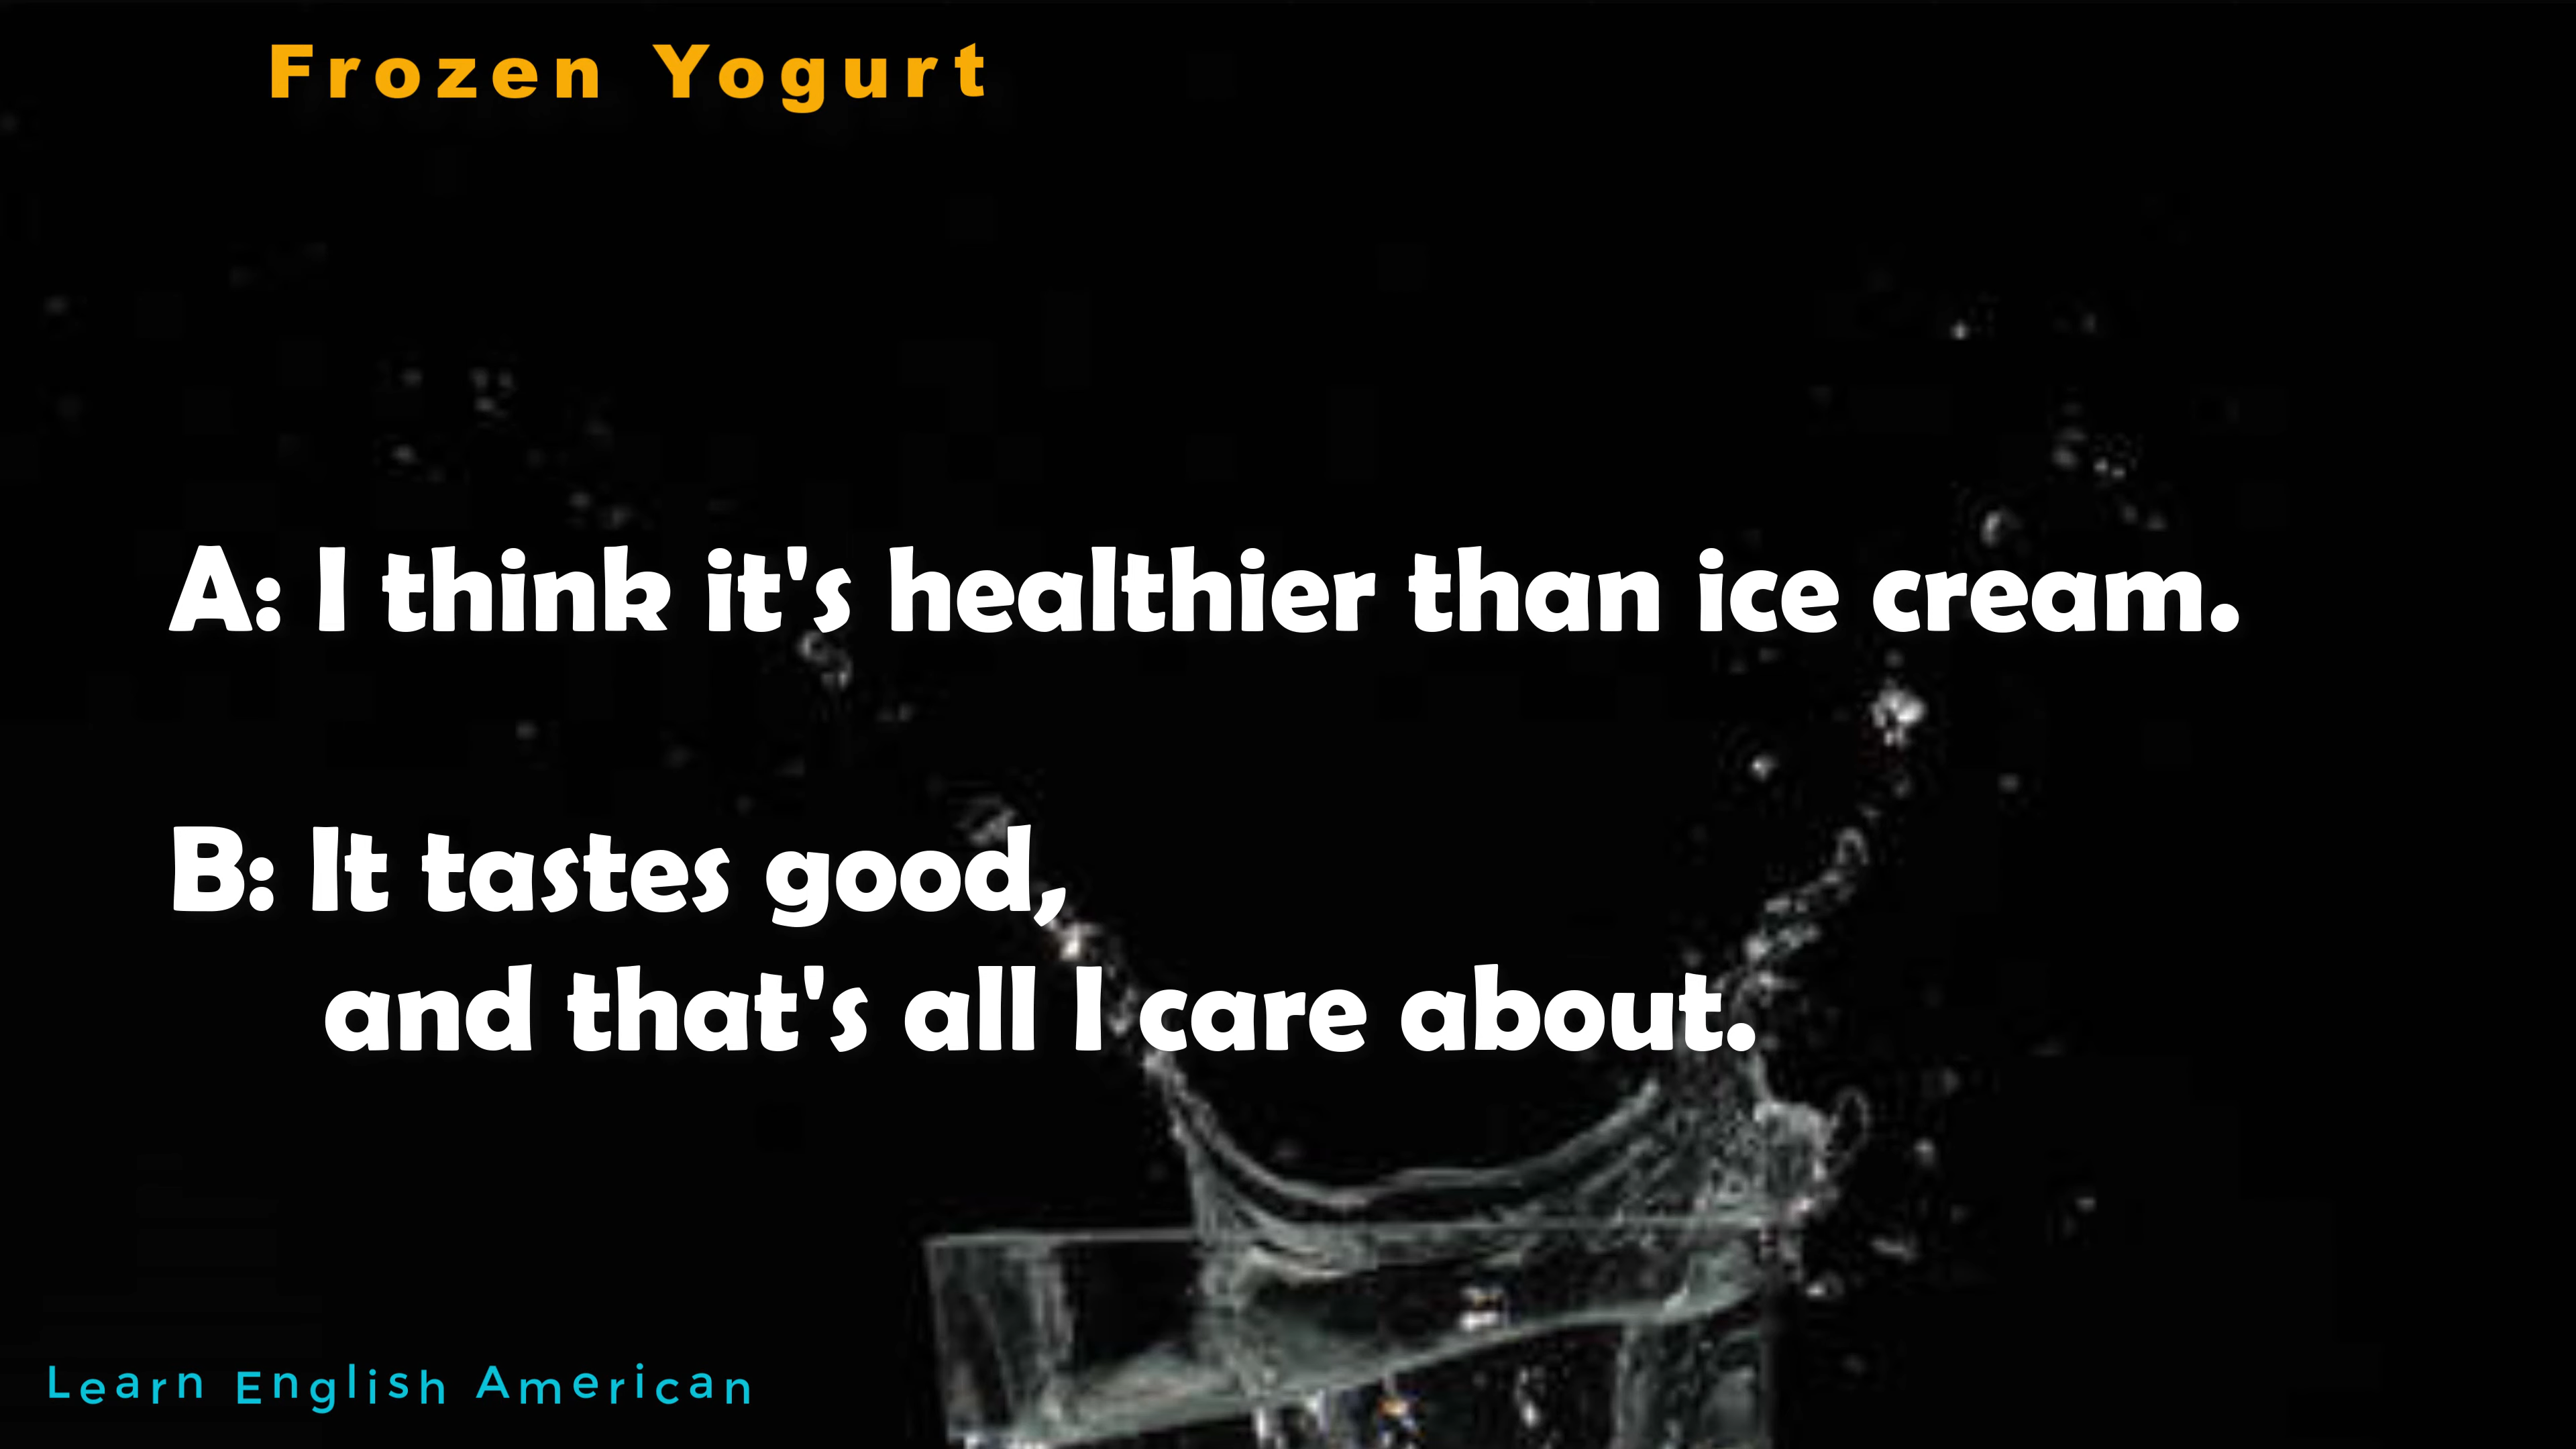 Frozen Yogurt
A: I think it's healthier than ice cream.
B: It tastes good,
and that's all I care about.
Learn English American